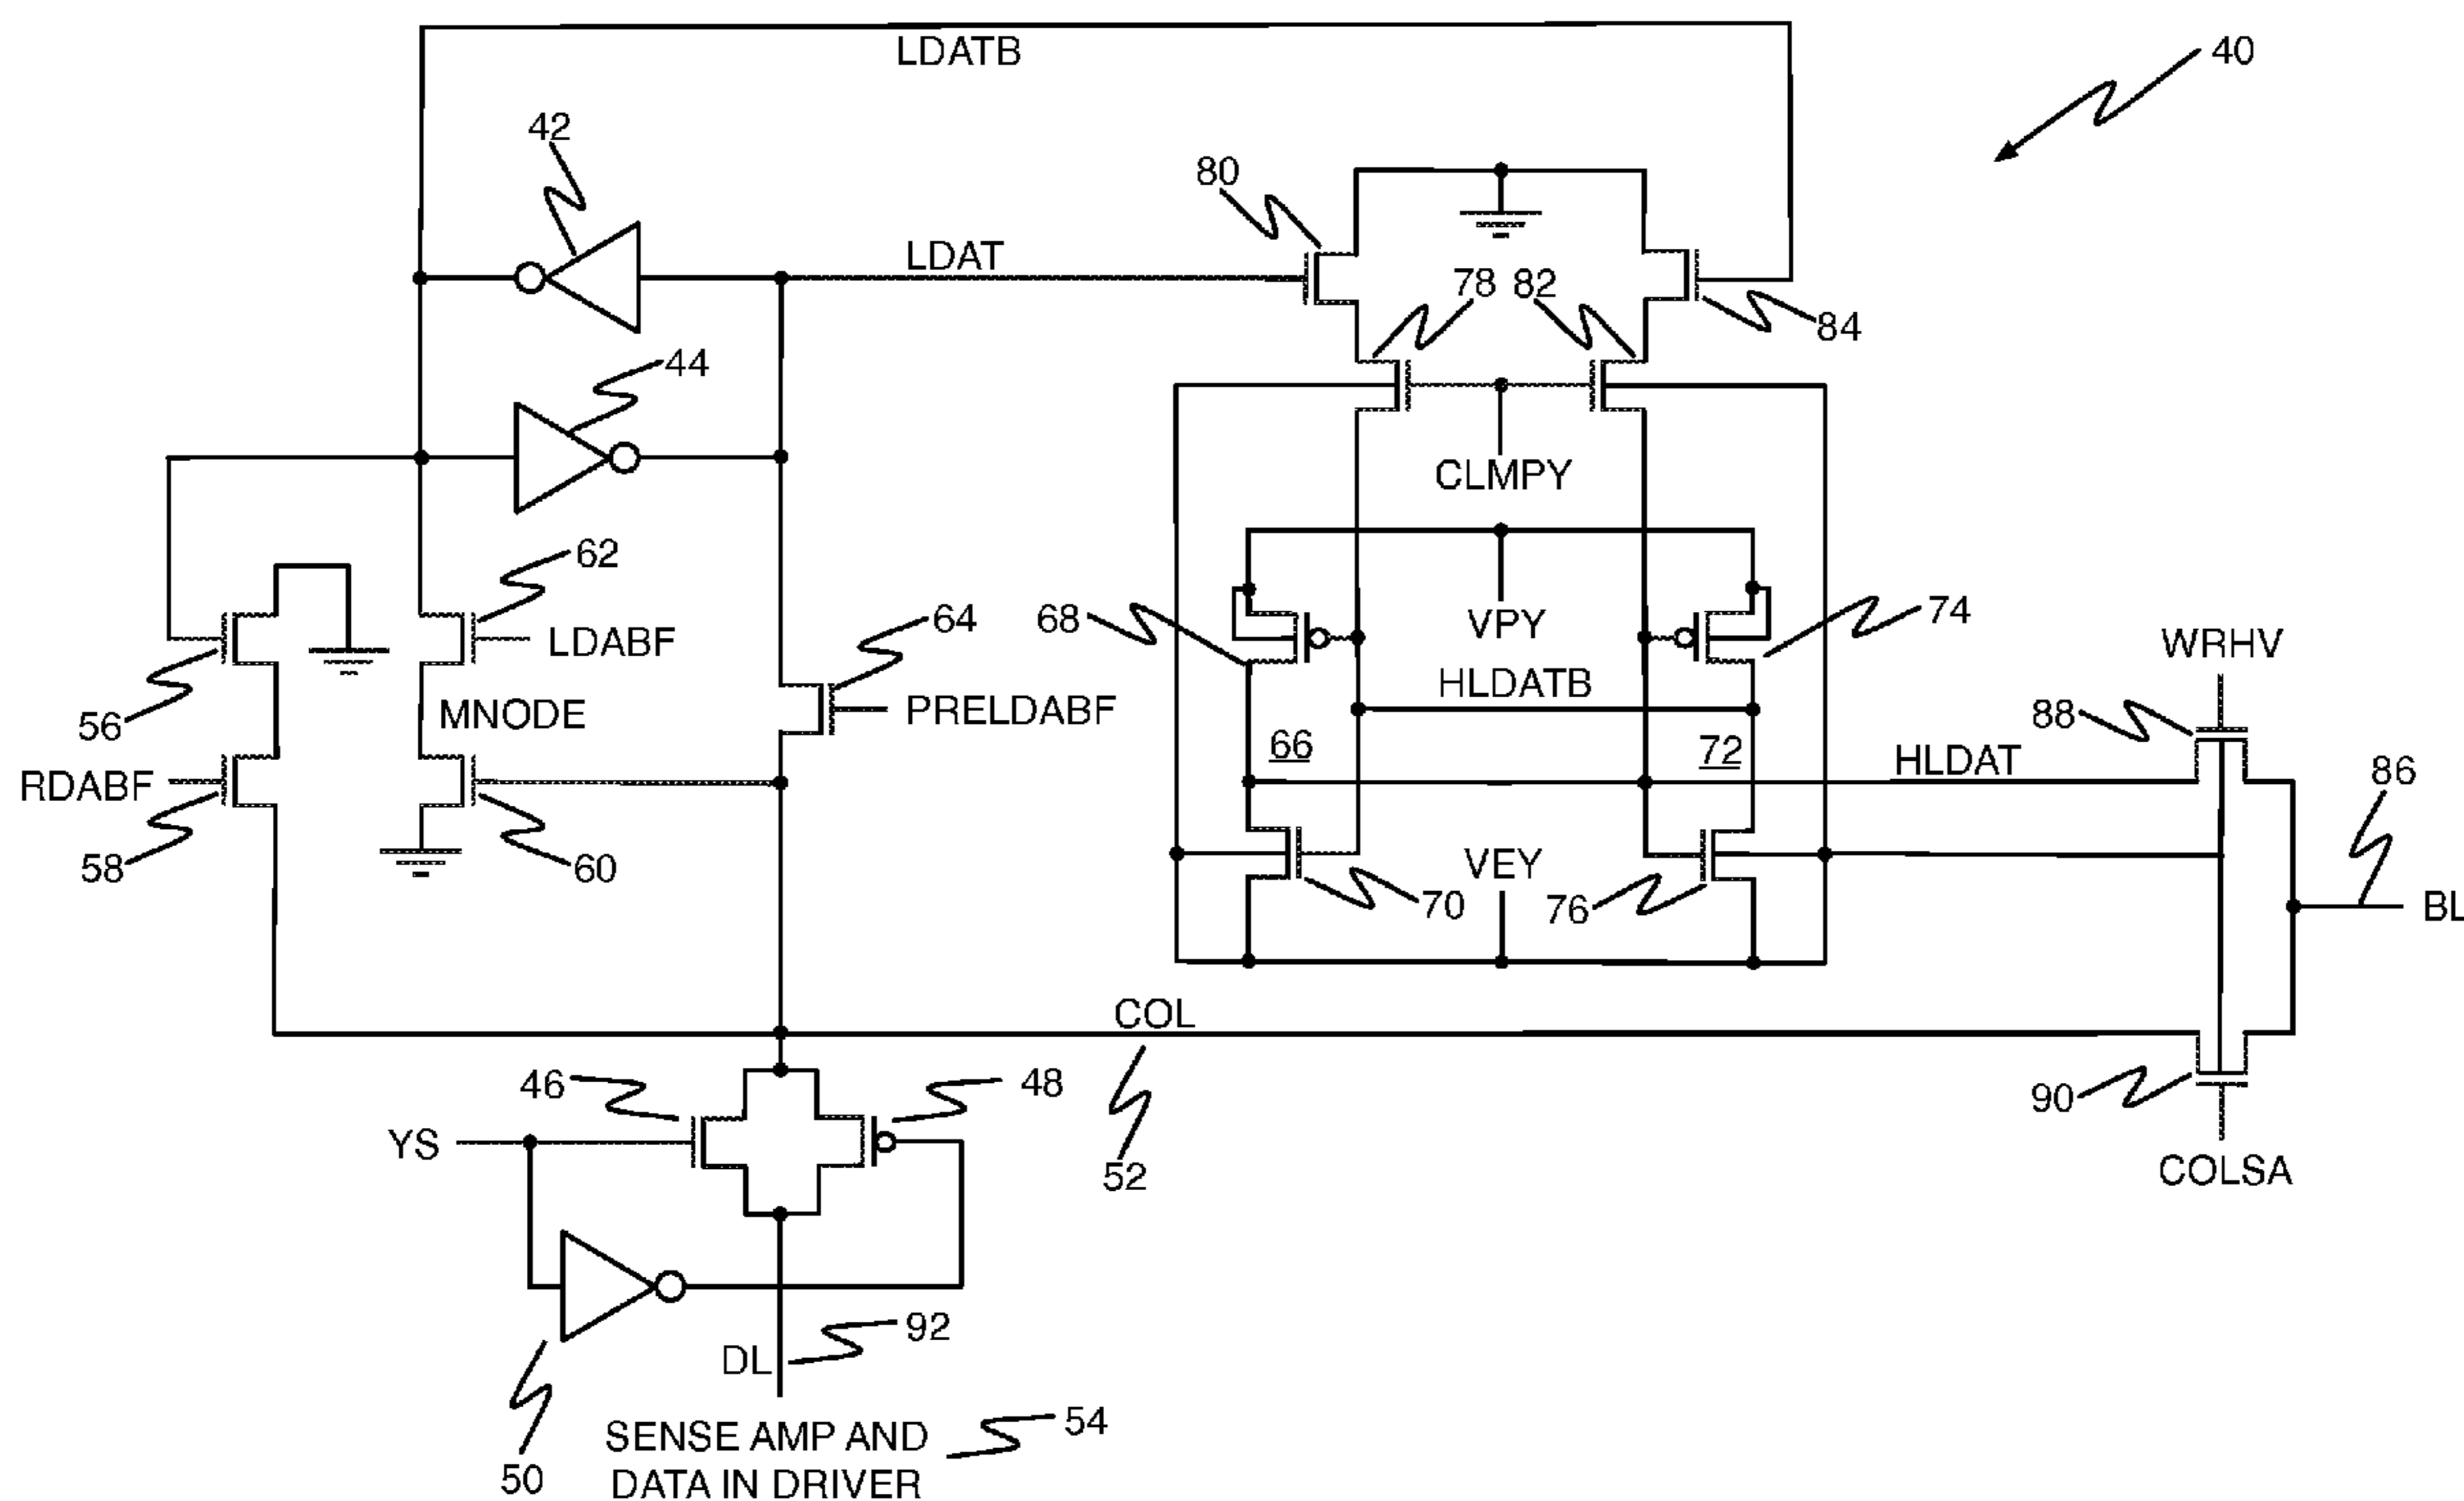 LDATB
40
42
80
LDAT
78 82
84
44
CLMPY
62
LDABF
64
68
VPY
74
WRHV
56
MNODE
PRELDABF
HLDATB
88
66
72
HLDAT
86
RDABF
58
60
VEY
70
76
BL
COL
46
48
YS
52
90
COLSA
92
DL
50
SENSE AMP AND
DATA IN DRIVER
54